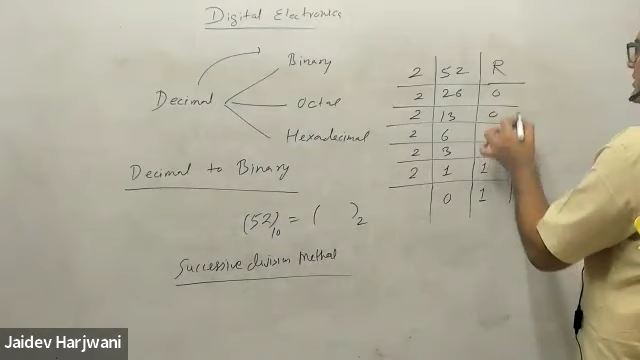 Digital Electronics
Decimal
Binary
Octal
Hexadecimal
Decimal to Binary
(52)10 = ( )2
Successive division Method
2 52 R
2 26 0
2 13 0
2 6
2 3
2 1 1
0 1
Jaidev Harjwani